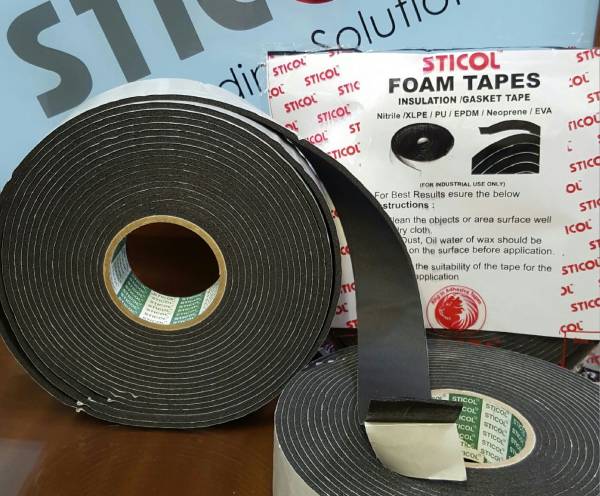 STICOL
ding Solution
STICOL
FOAM TAPES
INSULATION /GASKET TAPE
Nitrile /XLPE / PU / EPDM / Neoprene / EVA
(FOR INDUSTRIAL USE ONLY)
For Best Results esure the below
structions :
lean the objects or area surface well
dry cloth.
Dust, Oil water of wax should be
on the surface before application.
the suitability of the tape for the
application
STICOL
STICOL
STICOL
STICOL
STICOL
STICOL
STICOL
STICOL